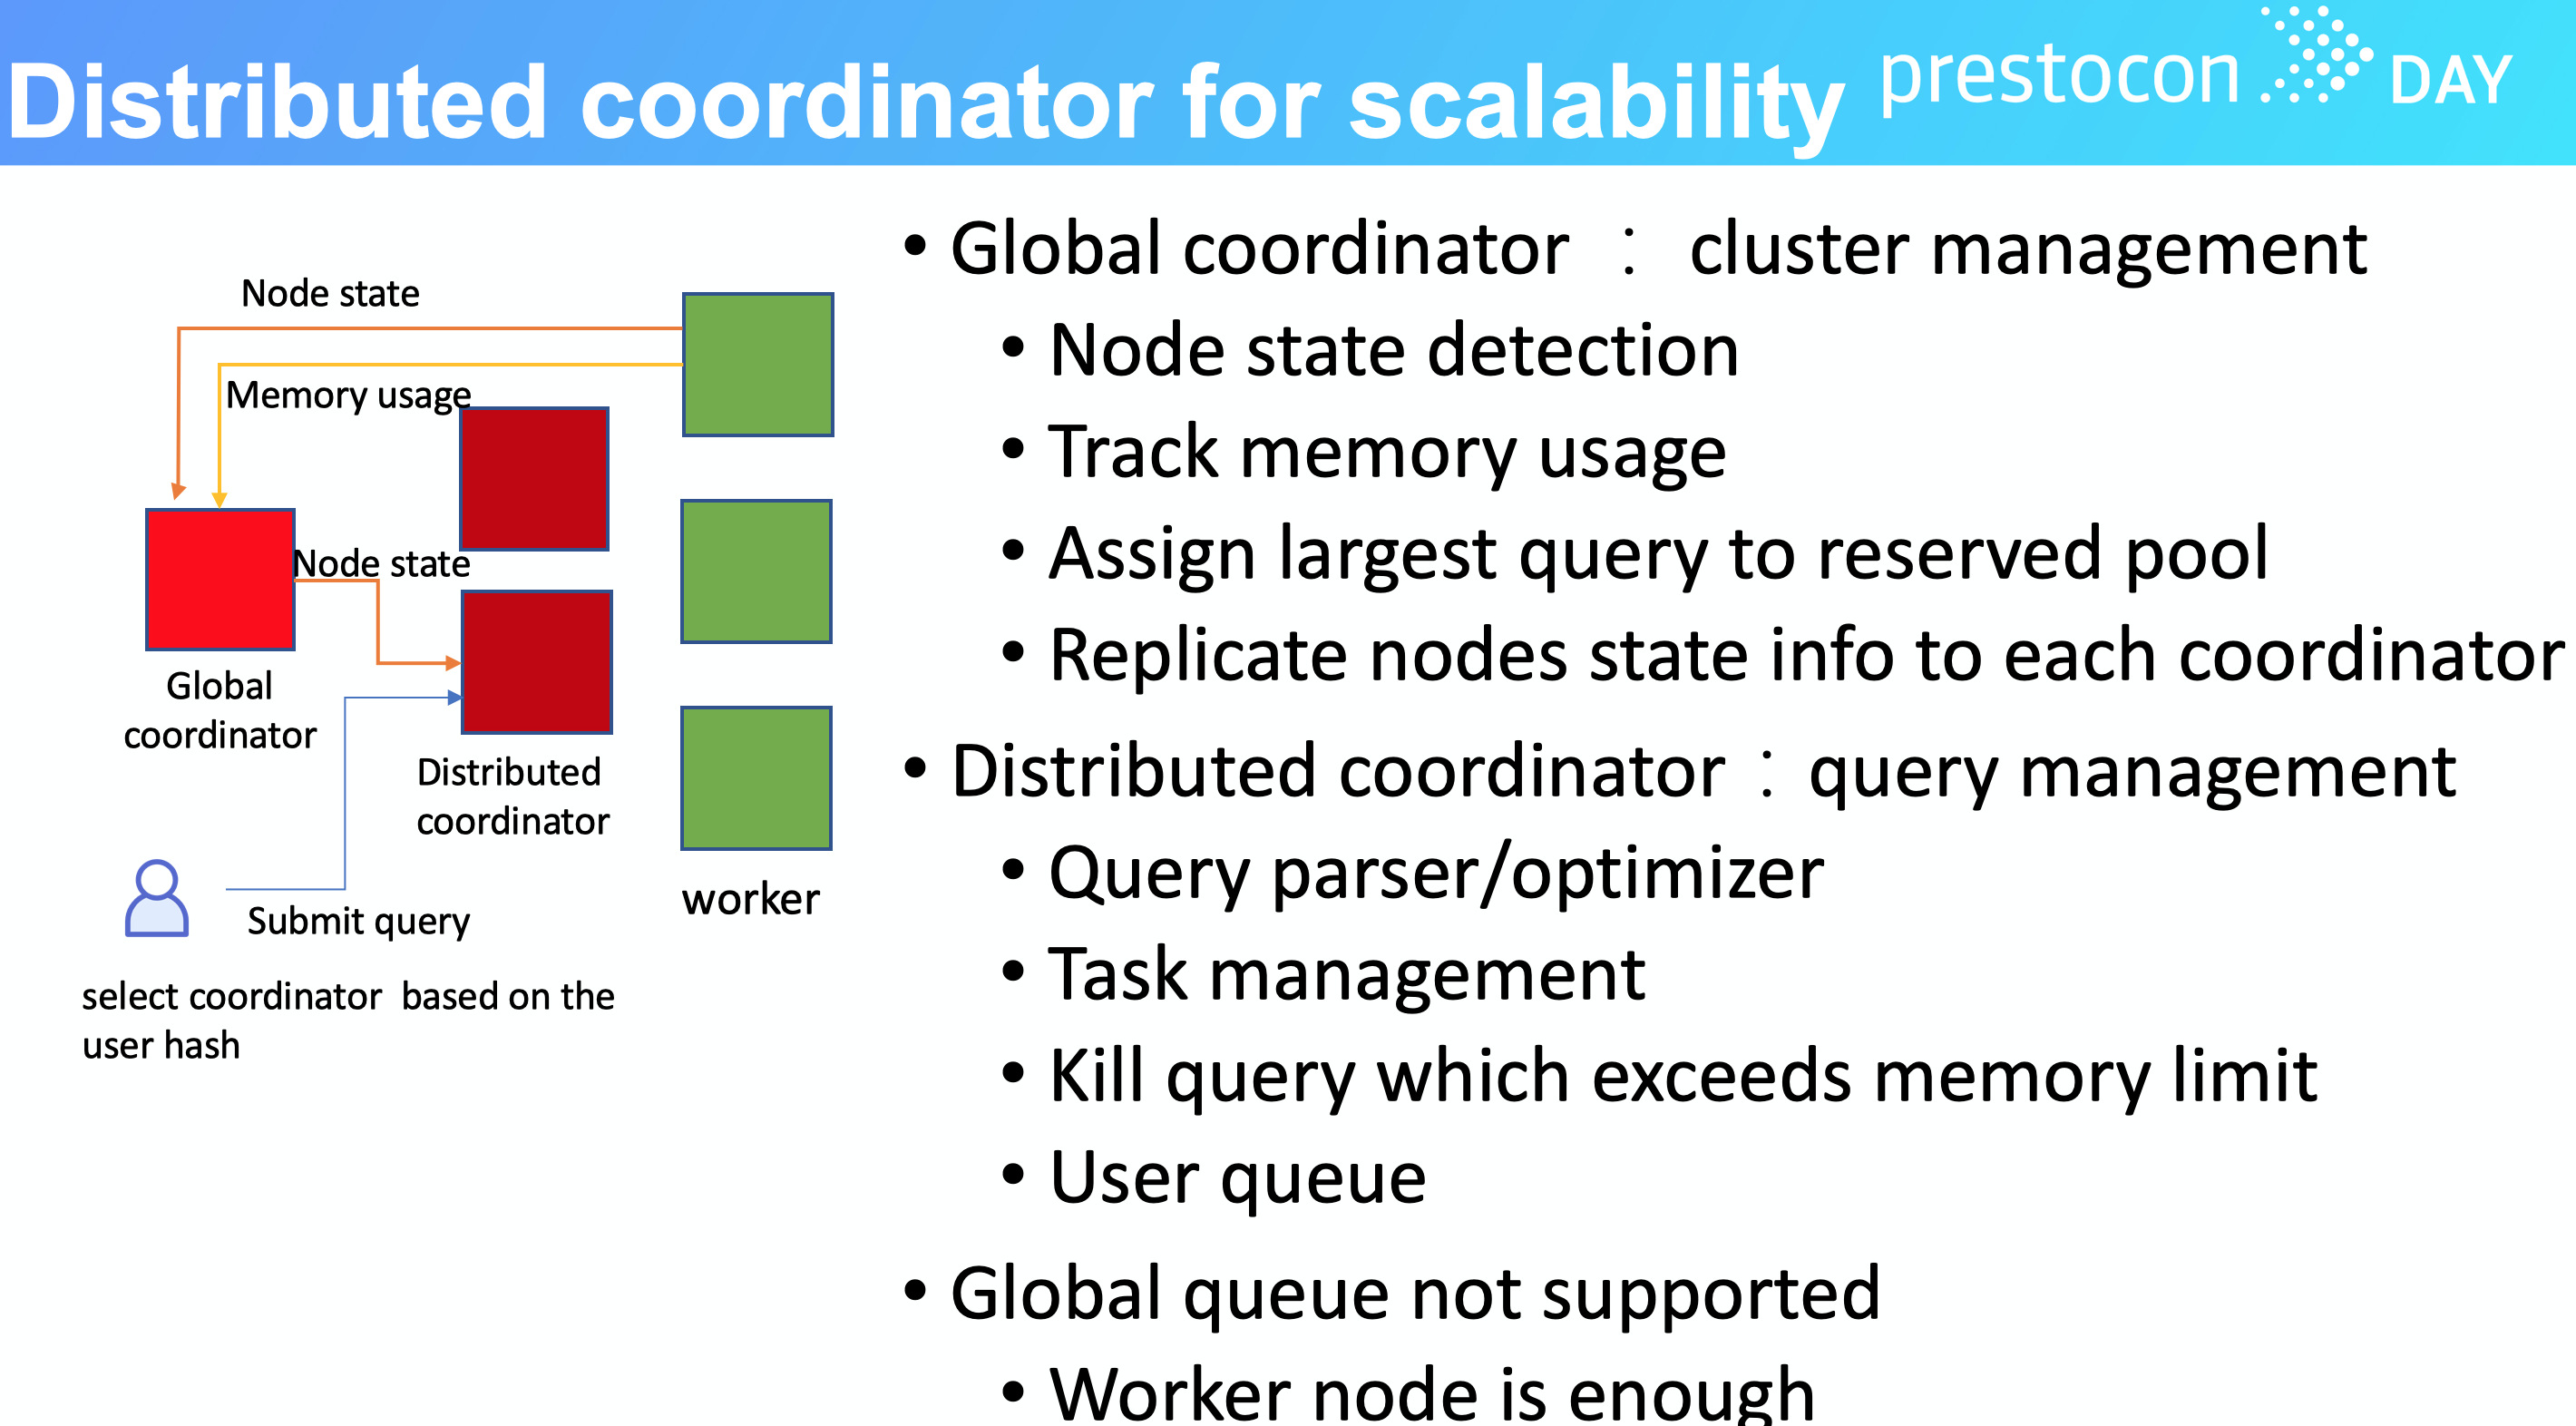 Distributed coordinator for scalability
prestocon DAY
Node state
Memory usage
Node state
Global
coordinator
Distributed
coordinator
worker
Submit query
select coordinator  based on the
user hash
• Global coordinator ： cluster management
• Node state detection
• Track memory usage
• Assign largest query to reserved pool
• Replicate nodes state info to each coordinator
• Distributed coordinator：query management
• Query parser/optimizer
• Task management
• Kill query which exceeds memory limit
• User queue
• Global queue not supported
• Worker node is enough